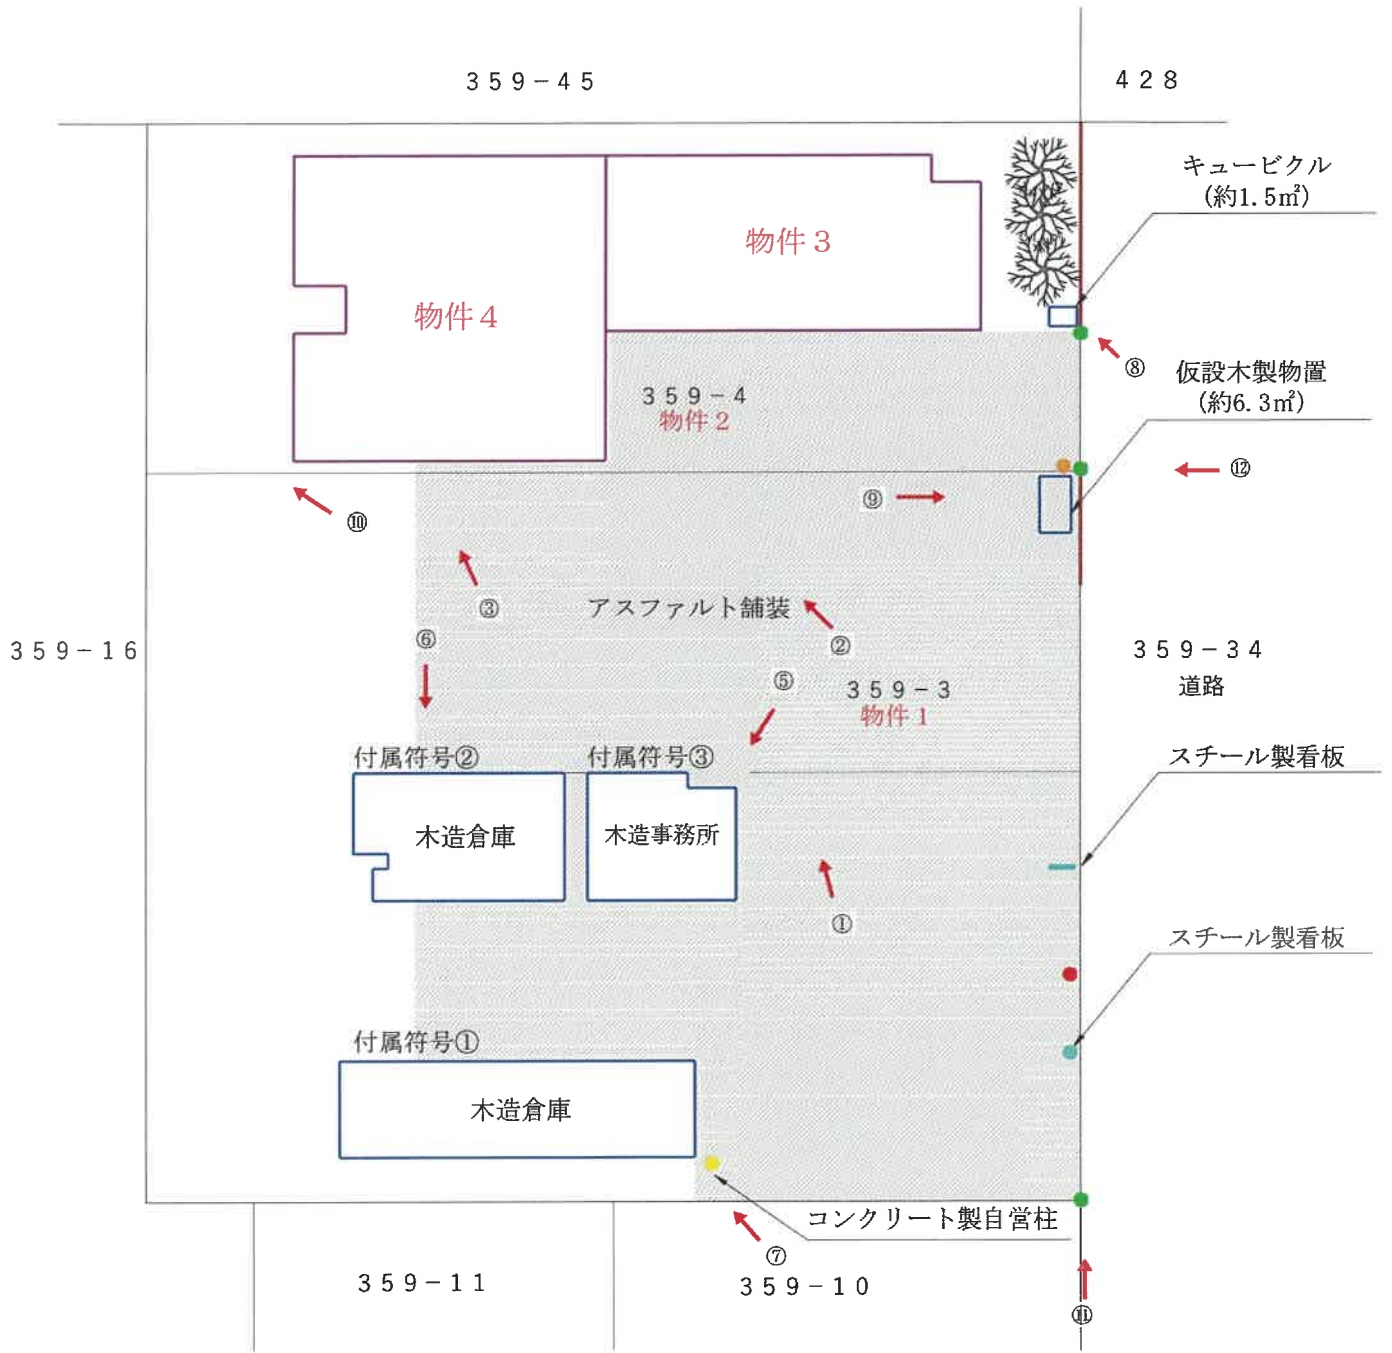 359-45
428
キュービクル
(約1.5㎡)
物件3
物件4
⑧
仮設木製物置
(約6.3㎡)
359-4
物件2
⑫
⑨
⑩
③
アスファルト舗装
⑥
②
359-16
359-34
道路
⑤
359-3
物件1
付属符号②
付属符号③
スチール製看板
木造倉庫
木造事務所
①
スチール製看板
付属符号①
木造倉庫
コンクリート製自営柱
⑦
359-11
359-10
⑪